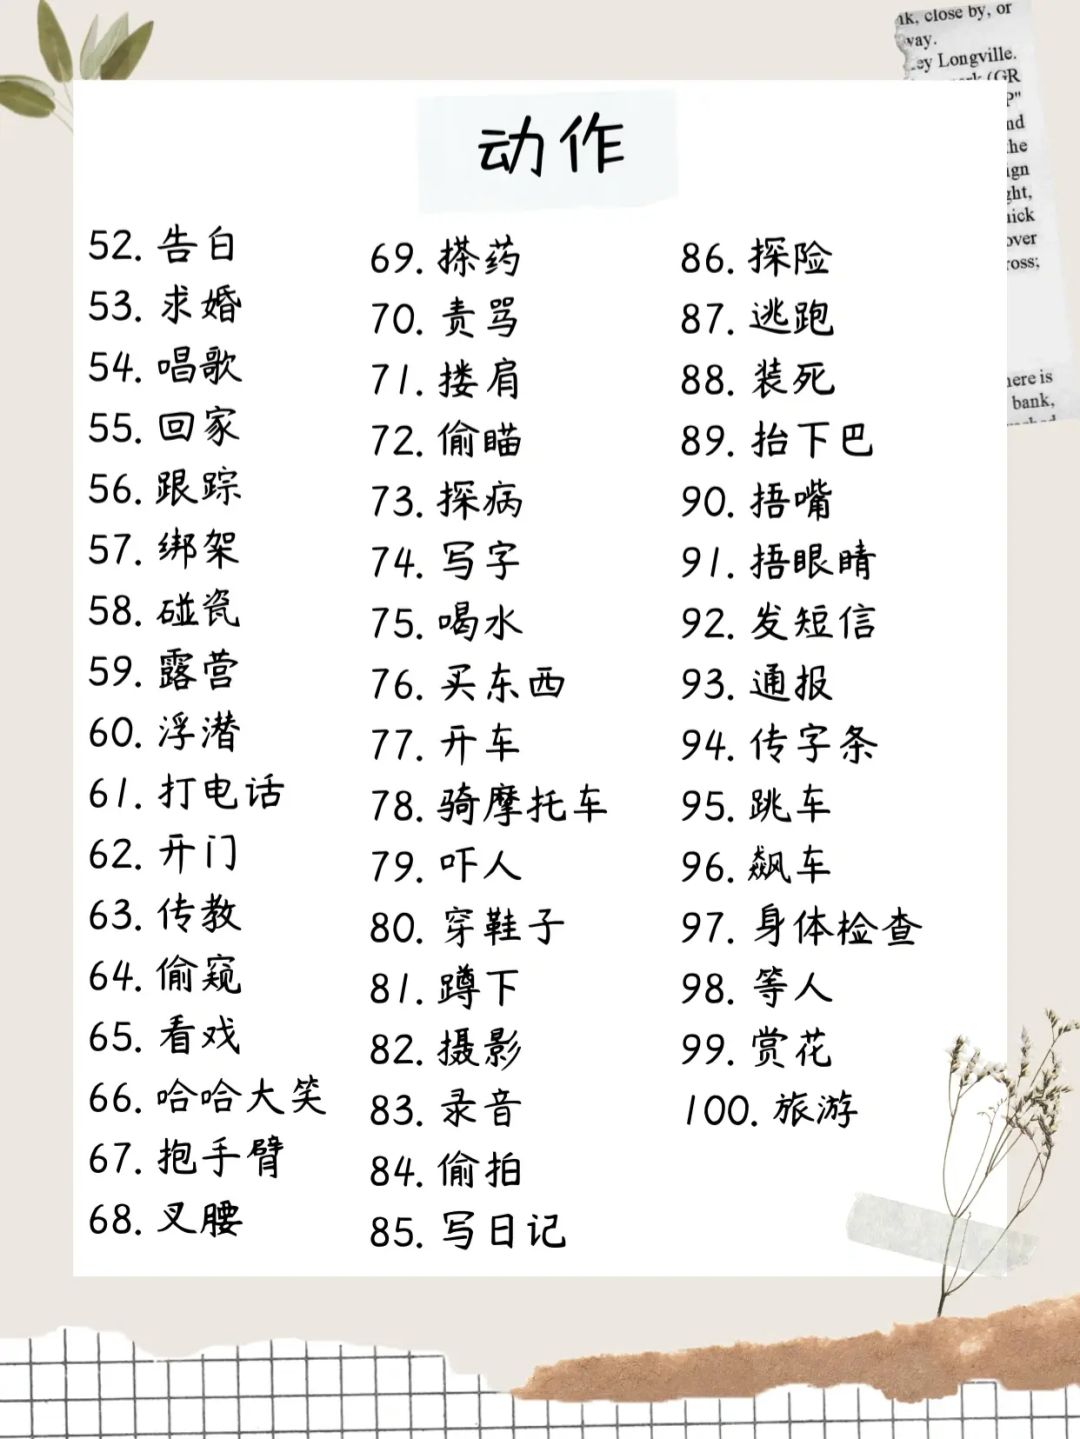 nk, close by, or
way.
ey Longville.
(GR
P"
nd
the
ign
ght,
nick
over
ross;
here is
bank,
动作
52. 告白
53. 求婚
54. 唱歌
55. 回家
56. 跟踪
57. 绑架
58. 碰瓷
59. 露营
60. 浮潜
61. 打电话
62. 开门
63. 传教
64. 偷窥
65. 看戏
66. 哈哈大笑
67. 抱手臂
68. 叉腰
69. 搽药
70. 责骂
71. 搂肩
72. 偷瞄
73. 探病
74. 写字
75. 喝水
76. 买东西
77. 开车
78. 骑摩托车
79. 吓人
80. 穿鞋子
81. 蹲下
82. 摄影
83. 录音
84. 偷拍
85. 写日记
86. 探险
87. 逃跑
88. 装死
89. 抬下巴
90. 捂嘴
91. 捂眼睛
92. 发短信
93. 通报
94. 传字条
95. 跳车
96. 飙车
97. 身体检查
98. 等人
99. 赏花
100. 旅游